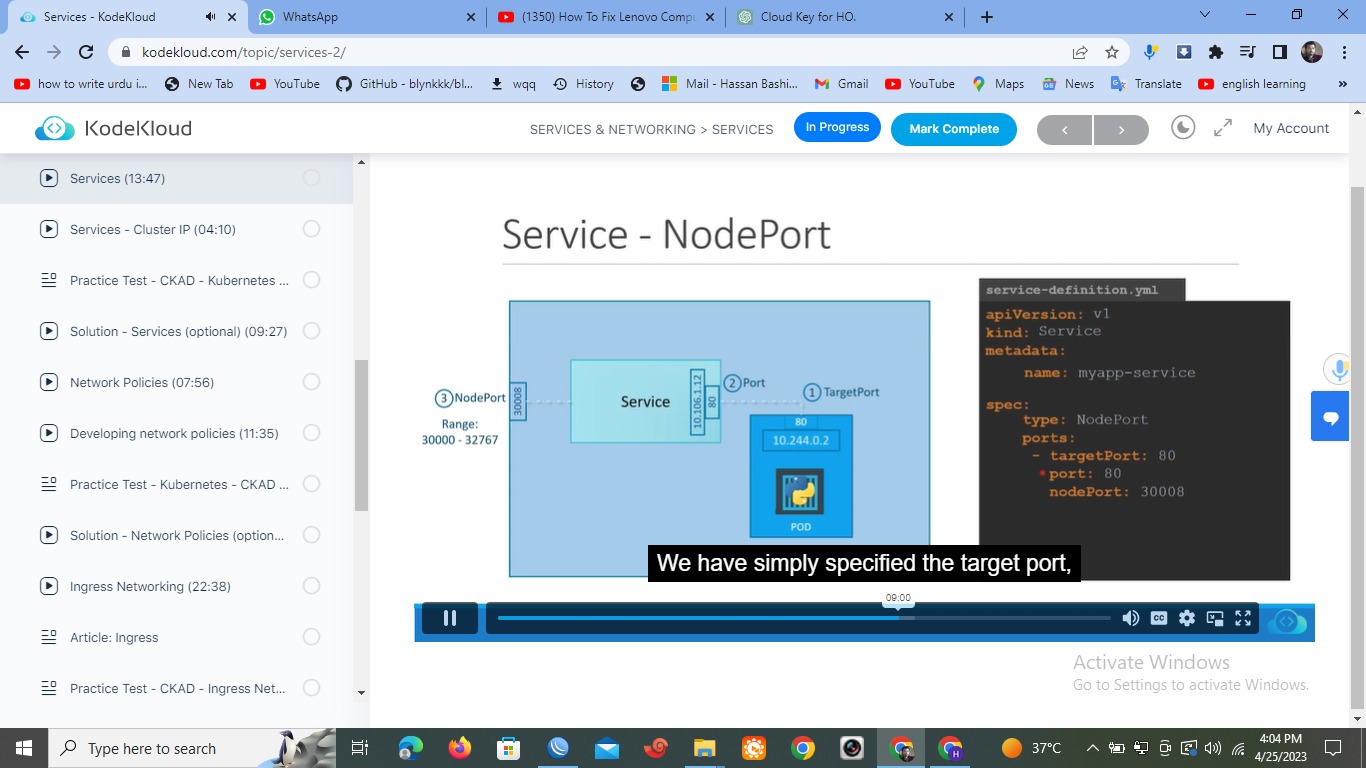 Services - KodeKloud
WhatsApp
(1350) How To Fix Lenovo Compu
Cloud Key for HO.
kodekloud.com/topic/services-2/
how to write urdu i...
New Tab
YouTube
GitHub - blynkkk/bl...
wqq
History
Mail - Hassan Bashi...
Gmail
YouTube
Maps
News
Translate
english learning
KodeKloud
SERVICES & NETWORKING > SERVICES
In Progress
Mark Complete
My Account
Services (13:47)
Services - Cluster IP (04:10)
Practice Test - CKAD - Kubernetes ...
Solution - Services (optional) (09:27)
Network Policies (07:56)
Developing network policies (11:35)
Practice Test - Kubernetes - CKAD ...
Solution - Network Policies (option...
Ingress Networking (22:38)
Article: Ingress
Practice Test - CKAD - Ingress Net...
Service - NodePort
3 NodePort
Range:
30000 - 32767
30008
Service
10.106.1.12
80
2 Port
1 TargetPort
80
10.244.0.2
POD
service-definition.yml
apiVersion: v1
kind: Service
metadata:
name: myapp-service
spec:
type: NodePort
ports:
- targetPort: 80
* port: 80
nodePort: 30008
We have simply specified the target port,
09:00
CC
Activate Windows
Go to Settings to activate Windows.
Type here to search
H
37°C
4:04 PM
4/25/2023